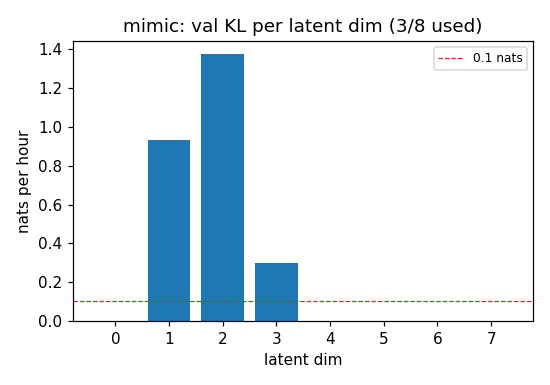 mimic: val KL per latent dim (3/8 used)
0.1 nats
nats per hour
1.4
1.2
1.0
0.8
0.6
0.4
0.2
0.0
0 1 2 3 4 5 6 7
latent dim